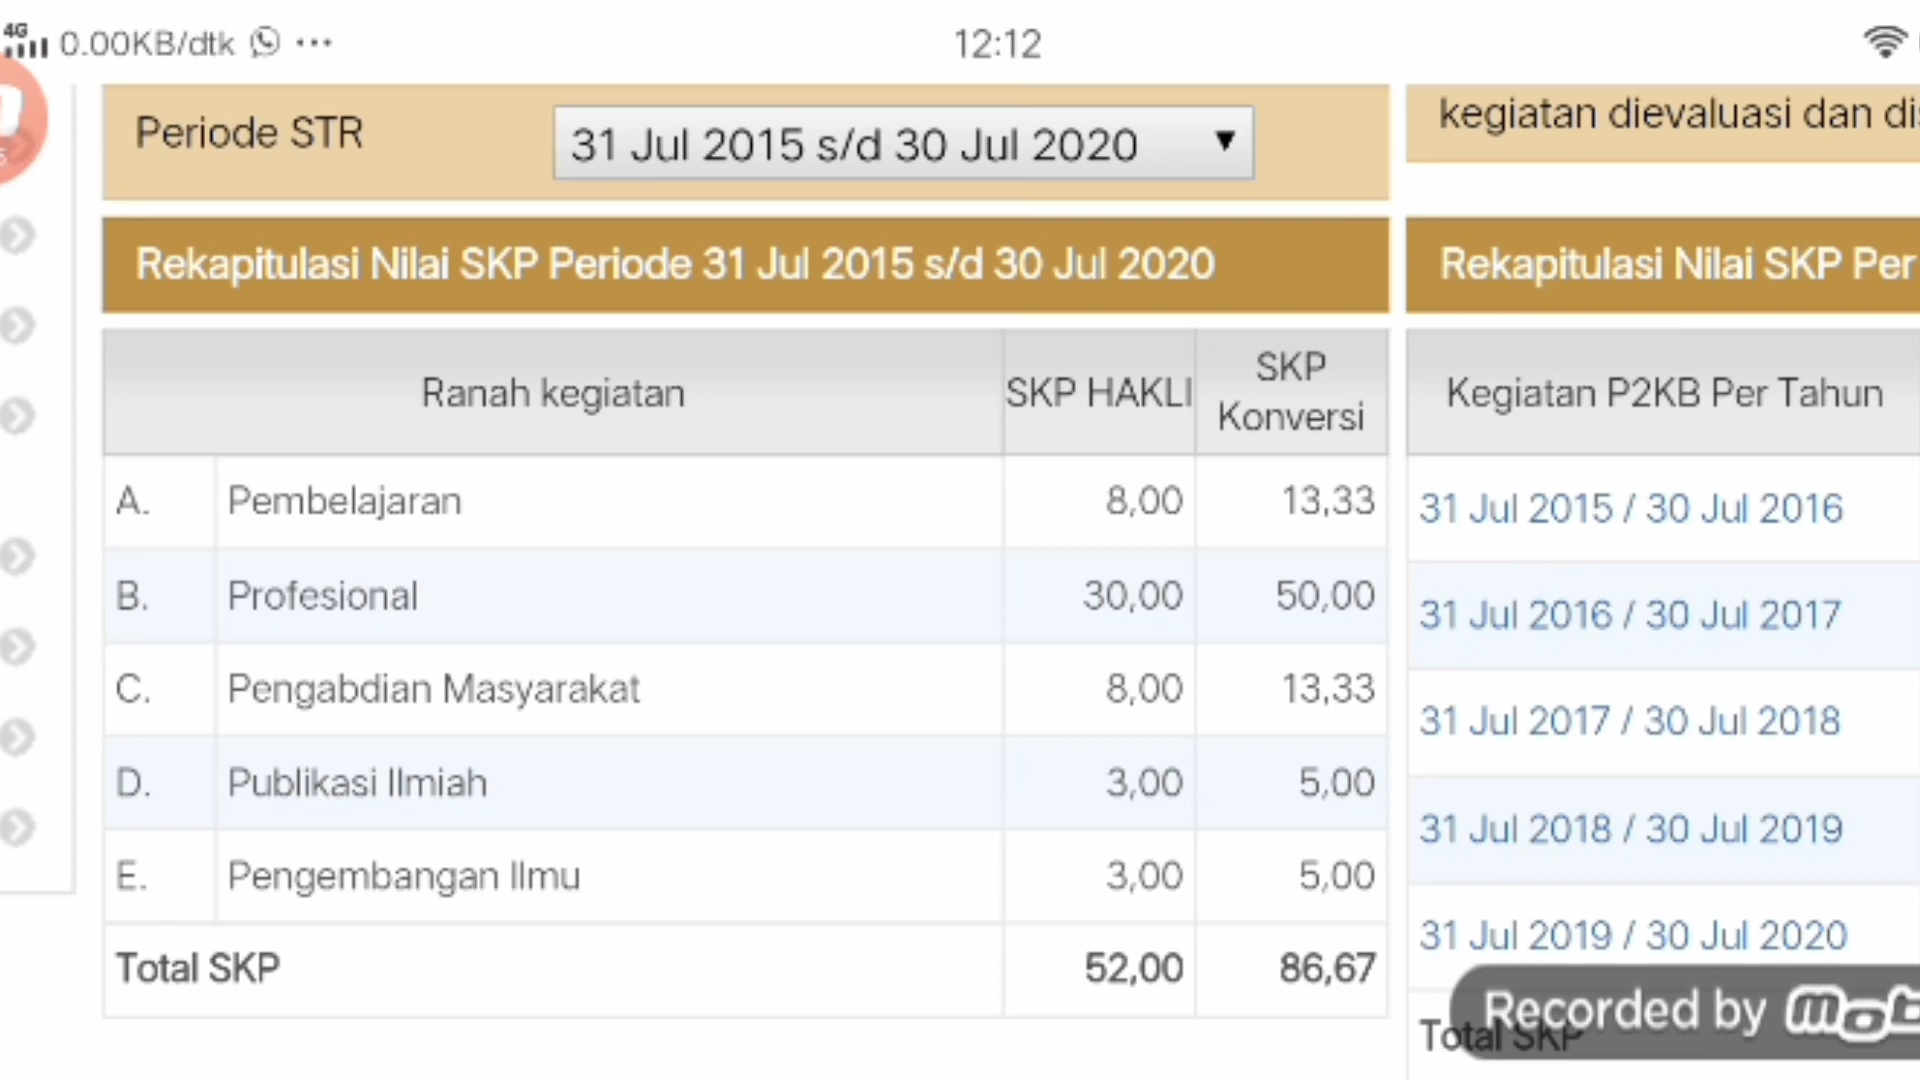 4G 0.00KB/dtk ...
12:12
Periode STR
31 Jul 2015 s/d 30 Jul 2020
Rekapitulasi Nilai SKP Periode 31 Jul 2015 s/d 30 Jul 2020
Ranah kegiatan SKP HAKLI SKP Konversi
A. Pembelajaran 8,00 13,33
B. Profesional 30,00 50,00
C. Pengabdian Masyarakat 8,00 13,33
D. Publikasi Ilmiah 3,00 5,00
E. Pengembangan Ilmu 3,00 5,00
Total SKP 52,00 86,67
kegiatan dievaluasi dan
Rekapitulasi Nilai SKP Per
Kegiatan P2KB Per Tahun
31 Jul 2015 / 30 Jul 2016
31 Jul 2016 / 30 Jul 2017
31 Jul 2017 / 30 Jul 2018
31 Jul 2018 / 30 Jul 2019
31 Jul 2019 / 30 Jul 2020
Total SKP
Recorded by